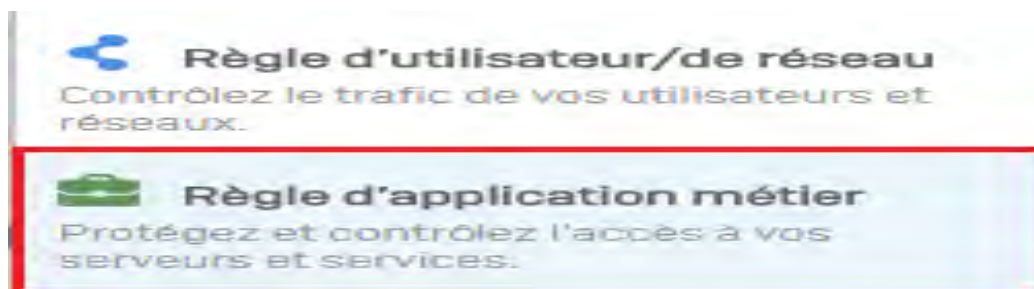 Règle d'utilisateur/de réseau
Contrôlez le trafic de vos utilisateurs et
réseaux.
Règle d'application métier
Protégez et contrôlez l'accès à vos
serveurs et services.